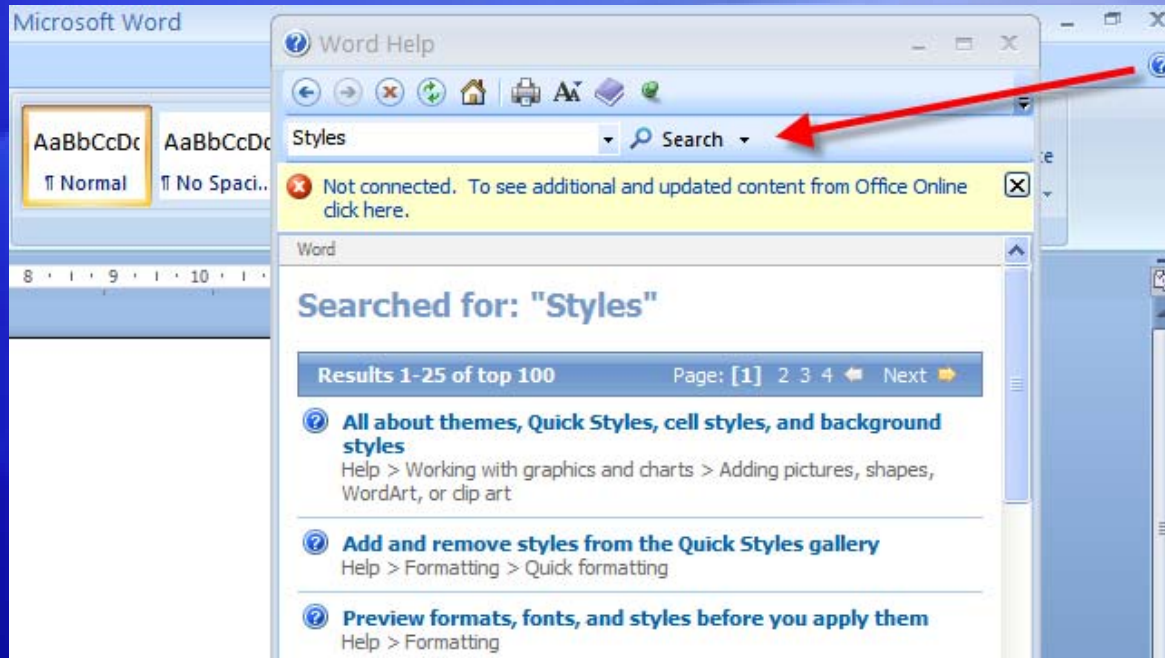 Microsoft Word
Word Help
Styles
Search
AaBbCcDc AaBbCcDc
¶ Normal ¶ No Spaci...
Not connected. To see additional and updated content from Office Online
click here.
Word
8 · 9 · 10
Searched for: "Styles"
Results 1-25 of top 100 Page: [1] 2 3 4 Next
All about themes, Quick Styles, cell styles, and background
styles
Help > Working with graphics and charts > Adding pictures, shapes,
WordArt, or clip art
Add and remove styles from the Quick Styles gallery
Help > Formatting > Quick formatting
Preview formats, fonts, and styles before you apply them
Help > Formatting